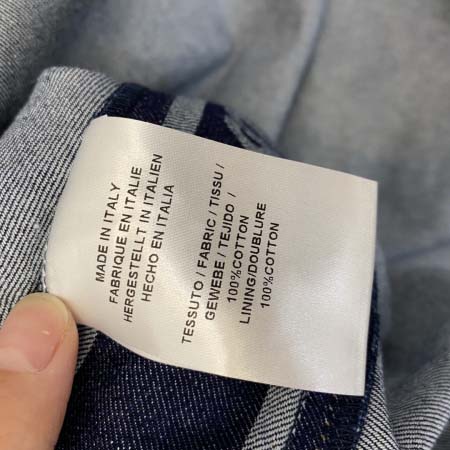 MADE IN ITALY
FABRIQUE EN ITALIE
HERGESTELLT IN ITALIEN
HECHO EN ITALIA
TESSUTO / FABRIC / TISSU /
GEWEBE / TEJIDO /
100%COTTON
LINING/DOUBLURE
100%COTTON